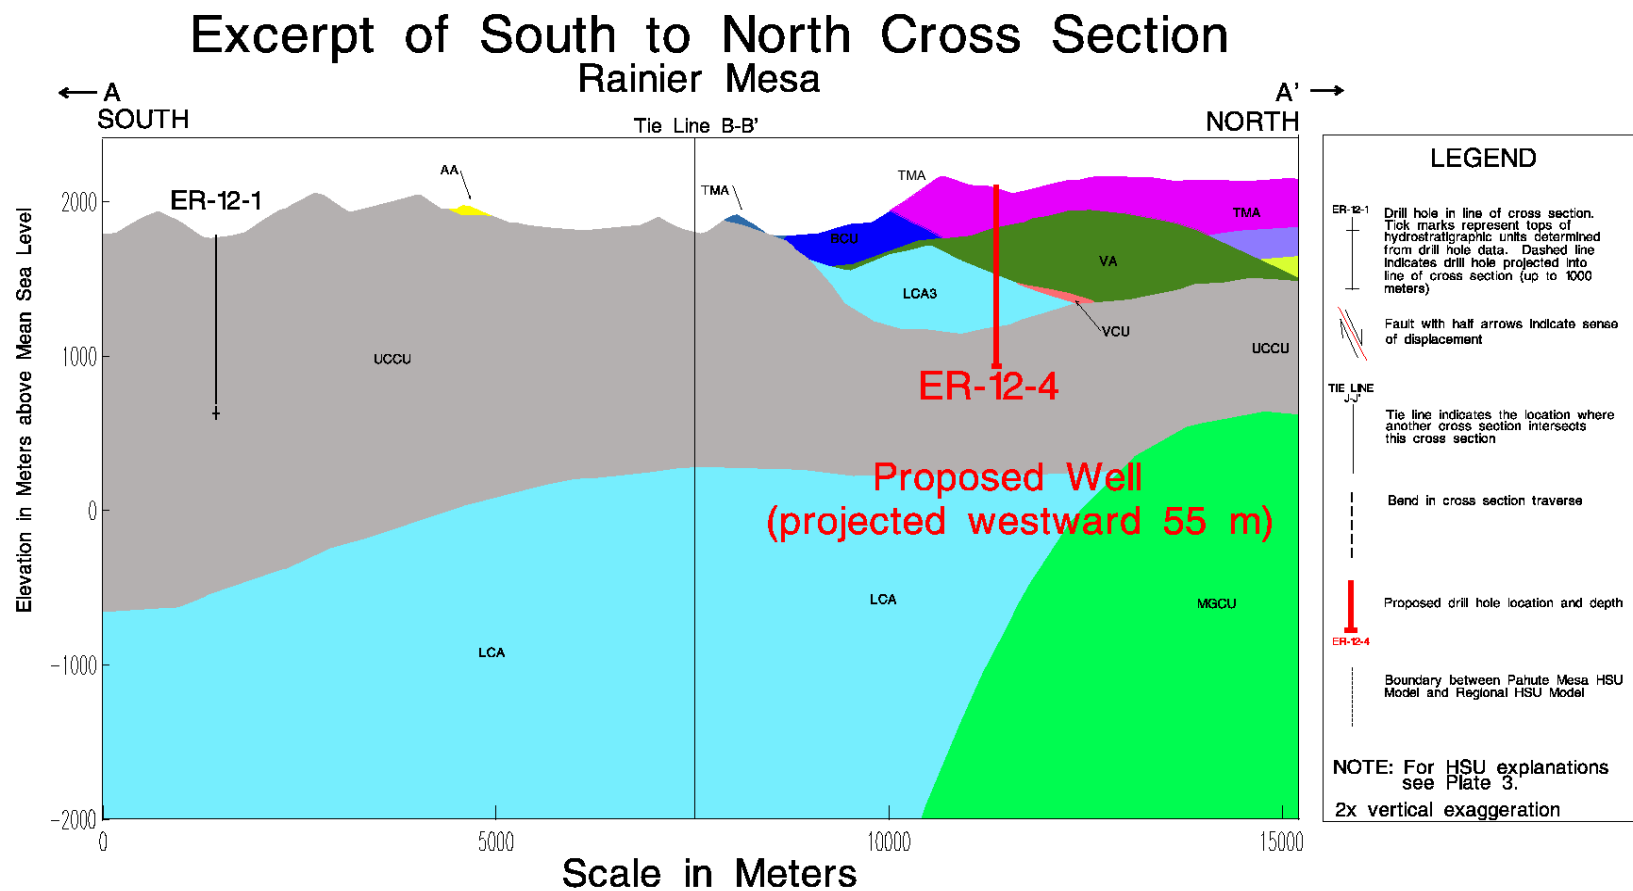 Excerpt of South to North Cross Section
Rainier Mesa
A
SOUTH
Tie Line B-B'
A'
NORTH
Elevation in Meters above Mean Sea Level
2000
1000
0
-1000
-2000
ER-12-1
AA
TMA
TMA
TMA
BCU
VA
LCA3
VCU
UCCU
UCCU
ER-12-4
Proposed Well
(projected westward 55 m)
LCA
LCA
MGCU
0
5000
10000
15000
Scale in Meters
LEGEND
ER-12-1
Drill hole in line of cross section.
Tick marks represent tops of
hydrostratigraphic units determined
from drill hole data. Dashed line
indicates drill hole projected into
line of cross section (up to 1000
meters)
Fault with half arrows indicate sense
of displacement
TIE LINE
J-J'
Tie line indicates the location where
another cross section intersects
this cross section
Bend in cross section traverse
Proposed drill hole location and depth
ER-12-4
Boundary between Pahute Mesa HSU
Model and Regional HSU Model
NOTE: For HSU explanations
see Plate 3.
2x vertical exaggeration